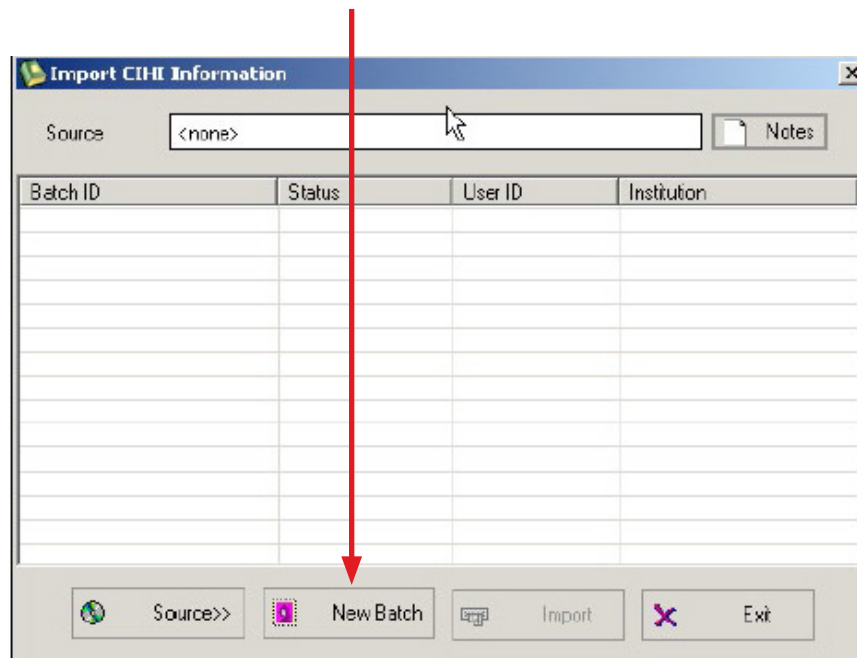 Import CIHI Information
Source <none> Notes
Batch ID Status User ID Institution
Source>> New Batch Import Exit